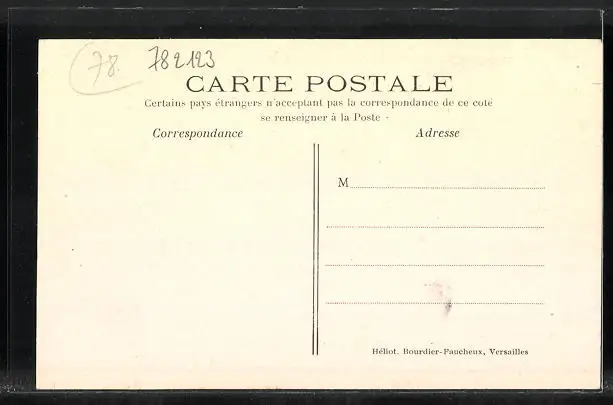 78.
782123
CARTE POSTALE
Certains pays étrangers n'acceptant pas la correspondance de ce coté
se renseigner à la Poste -
Correspondance
Adresse
M
Héliot. Bourdier-Faucheux, Versailles